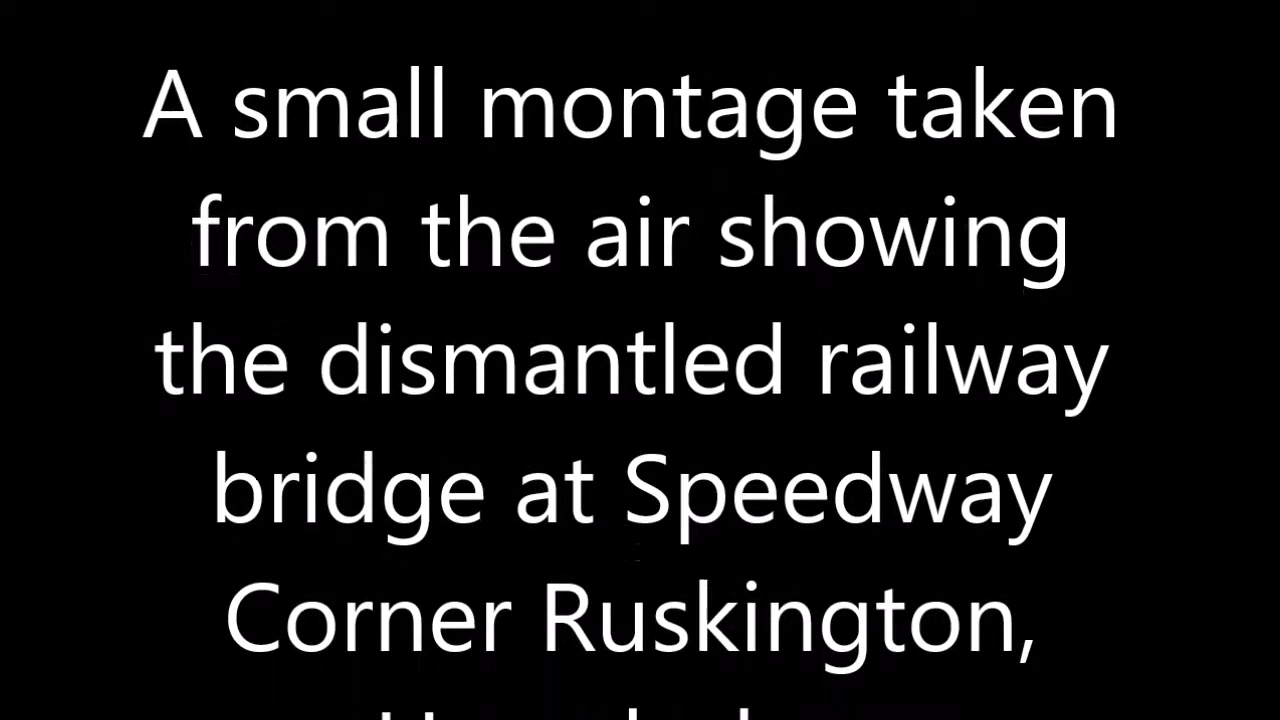 A small montage taken
from the air showing
the dismantled railway
bridge at Speedway
Corner Ruskington,